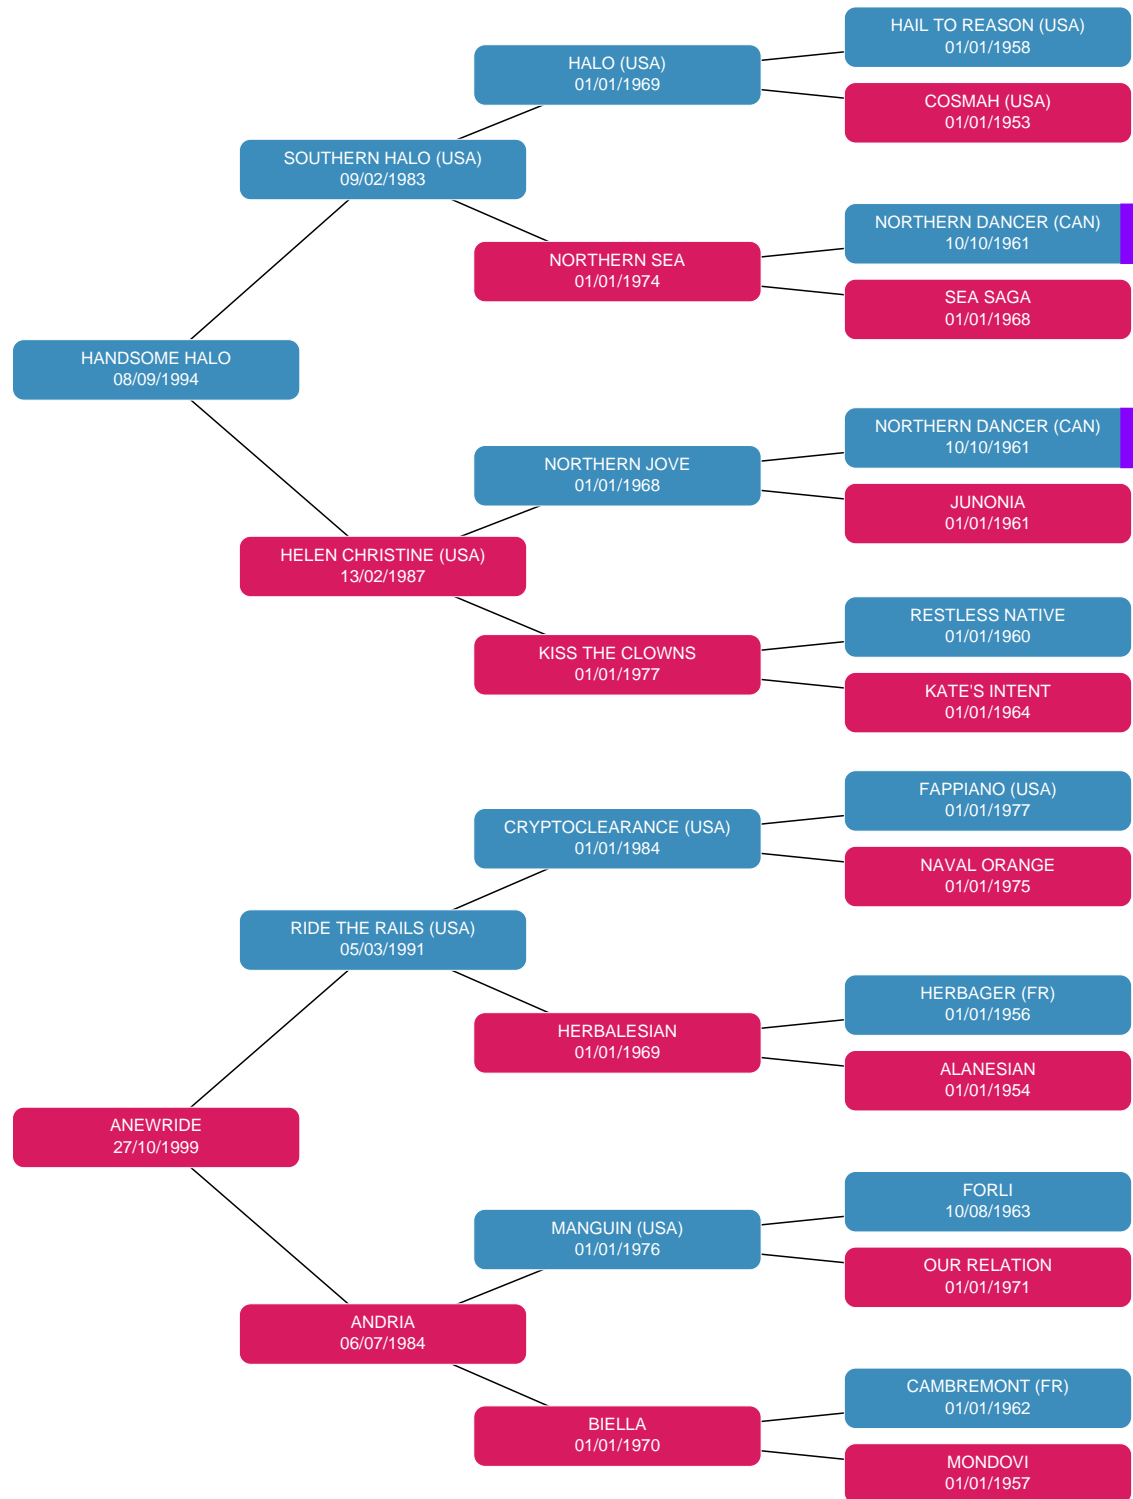 HAIL TO REASON (USA)
01/01/1958
HALO (USA)
01/01/1969
COSMAH (USA)
01/01/1953
SOUTHERN HALO (USA)
09/02/1983
NORTHERN DANCER (CAN)
10/10/1961
NORTHERN SEA
01/01/1974
SEA SAGA
01/01/1968
HANDSOME HALO
08/09/1994
NORTHERN DANCER (CAN)
10/10/1961
NORTHERN JOVE
01/01/1968
JUNONIA
01/01/1961
HELEN CHRISTINE (USA)
13/02/1987
RESTLESS NATIVE
01/01/1960
KISS THE CLOWNS
01/01/1977
KATE'S INTENT
01/01/1964
FAPPIANO (USA)
01/01/1977
CRYPTOCLEARANCE (USA)
01/01/1984
NAVAL ORANGE
01/01/1975
RIDE THE RAILS (USA)
05/03/1991
HERBAGER (FR)
01/01/1956
HERBALESIAN
01/01/1969
ALANESIAN
01/01/1954
ANEWRIDE
27/10/1999
FORLI
10/08/1963
MANGUIN (USA)
01/01/1976
OUR RELATION
01/01/1971
ANDRIA
06/07/1984
CAMBREMONT (FR)
01/01/1962
BIELLA
01/01/1970
MONDOVI
01/01/1957